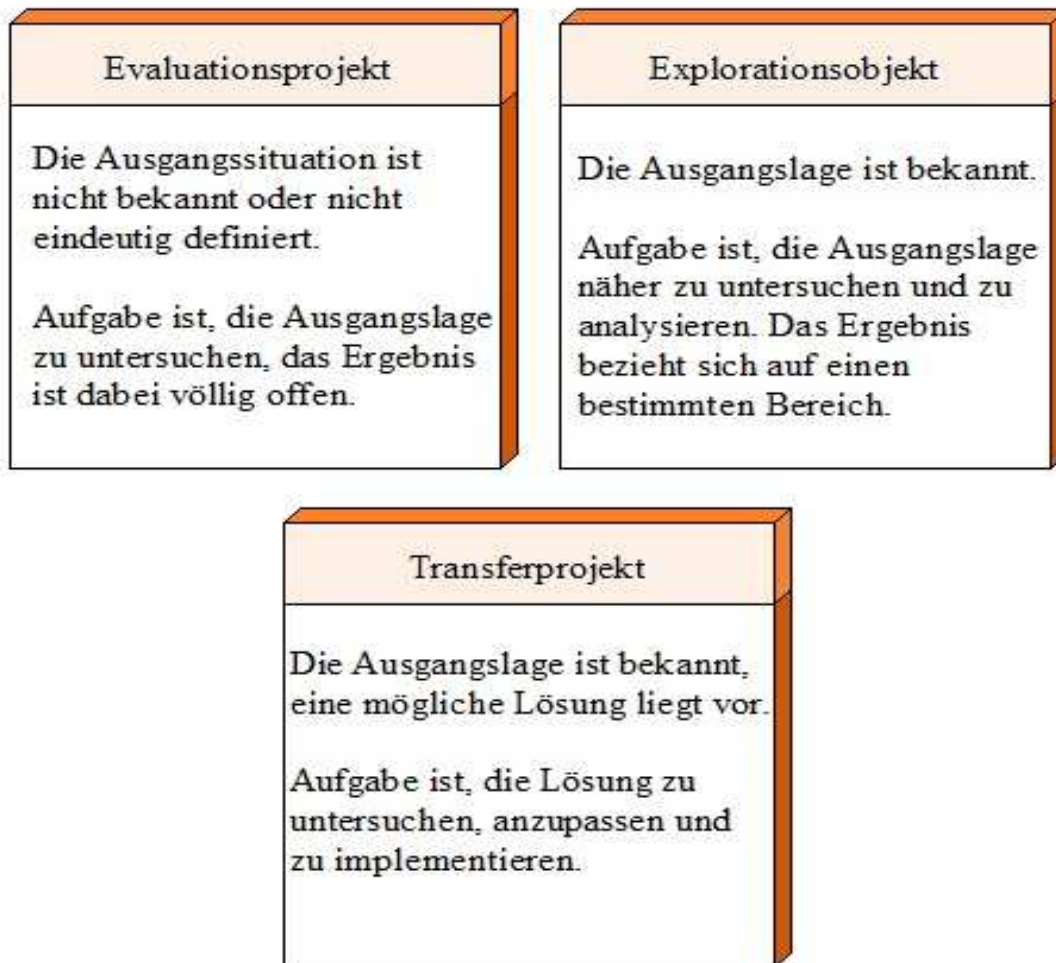 Evaluationsprojekt
Die Ausgangssituation ist
nicht bekannt oder nicht
eindeutig definiert.
Aufgabe ist, die Ausgangslage
zu untersuchen, das Ergebnis
ist dabei völlig offen.
Explorationsobjekt
Die Ausgangslage ist bekannt.
Aufgabe ist, die Ausgangslage
näher zu untersuchen und zu
analysieren. Das Ergebnis
bezieht sich auf einen
bestimmten Bereich.
Transferprojekt
Die Ausgangslage ist bekannt,
eine mögliche Lösung liegt vor.
Aufgabe ist, die Lösung zu
untersuchen, anzupassen und
zu implementieren.